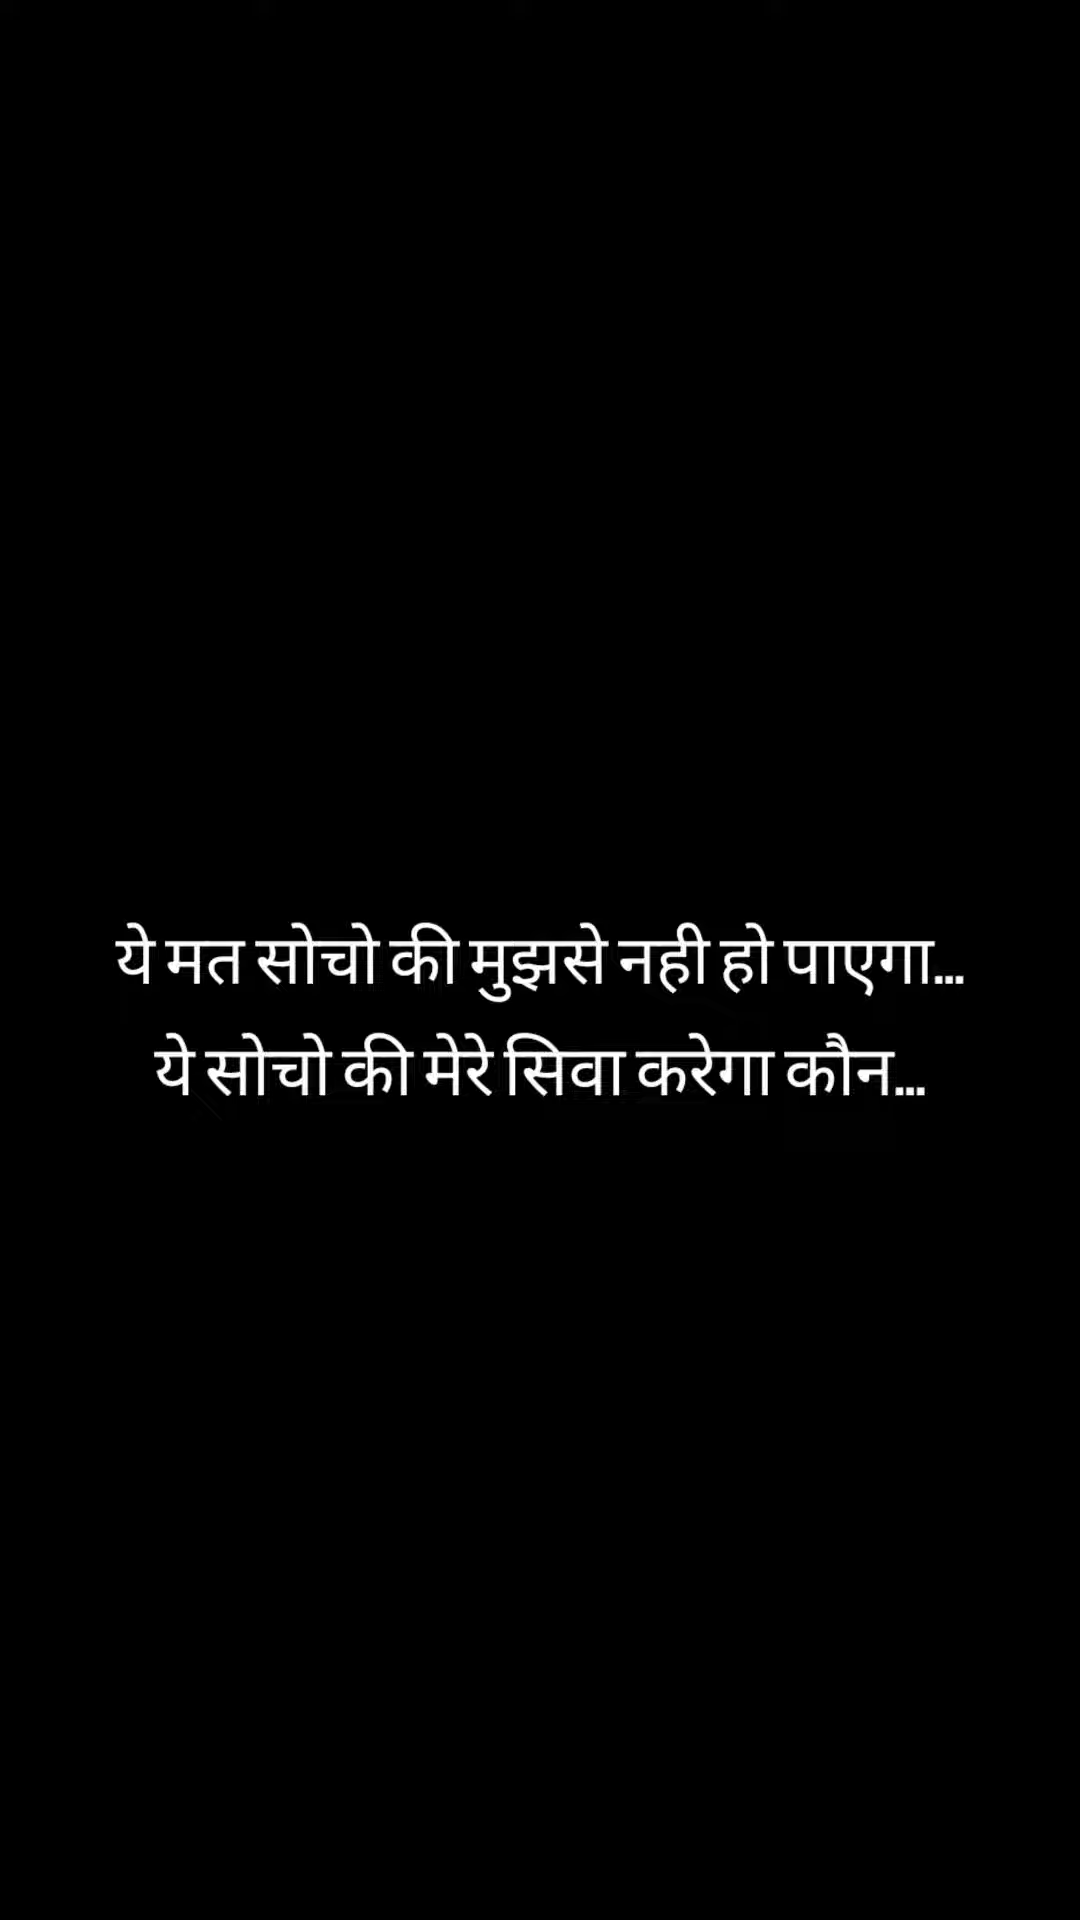 ये मत सोचो की मुझसे नही हो पाएगा...
ये सोचो की मेरे सिवा करेगा कौन...